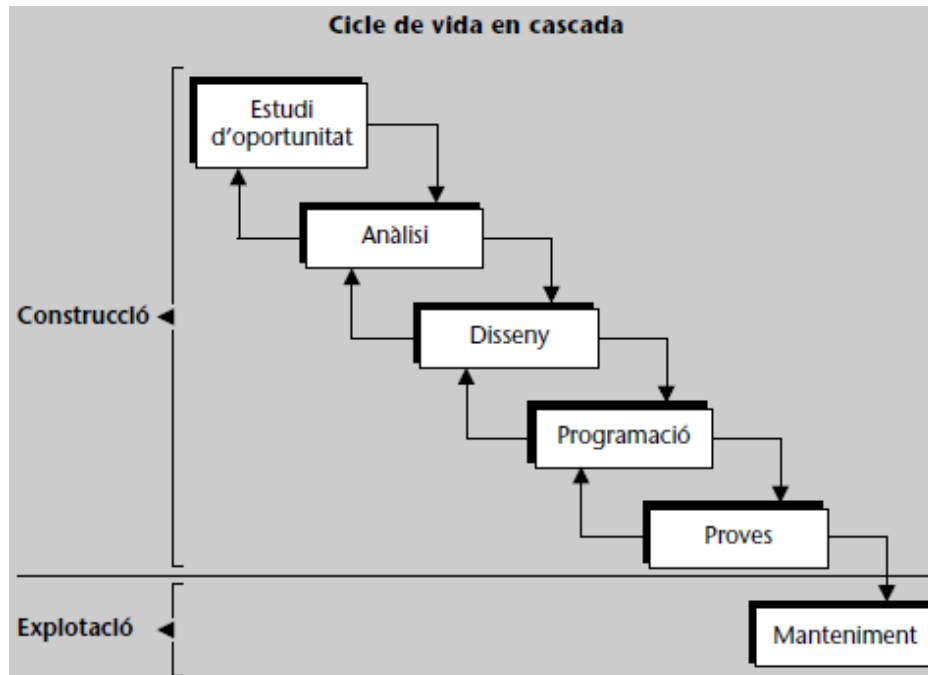 Cicle de vida en cascada
Estudi
d'oportunitat
Anàlisi
Construcció
Disseny
Programació
Proves
Explotació
Manteniment